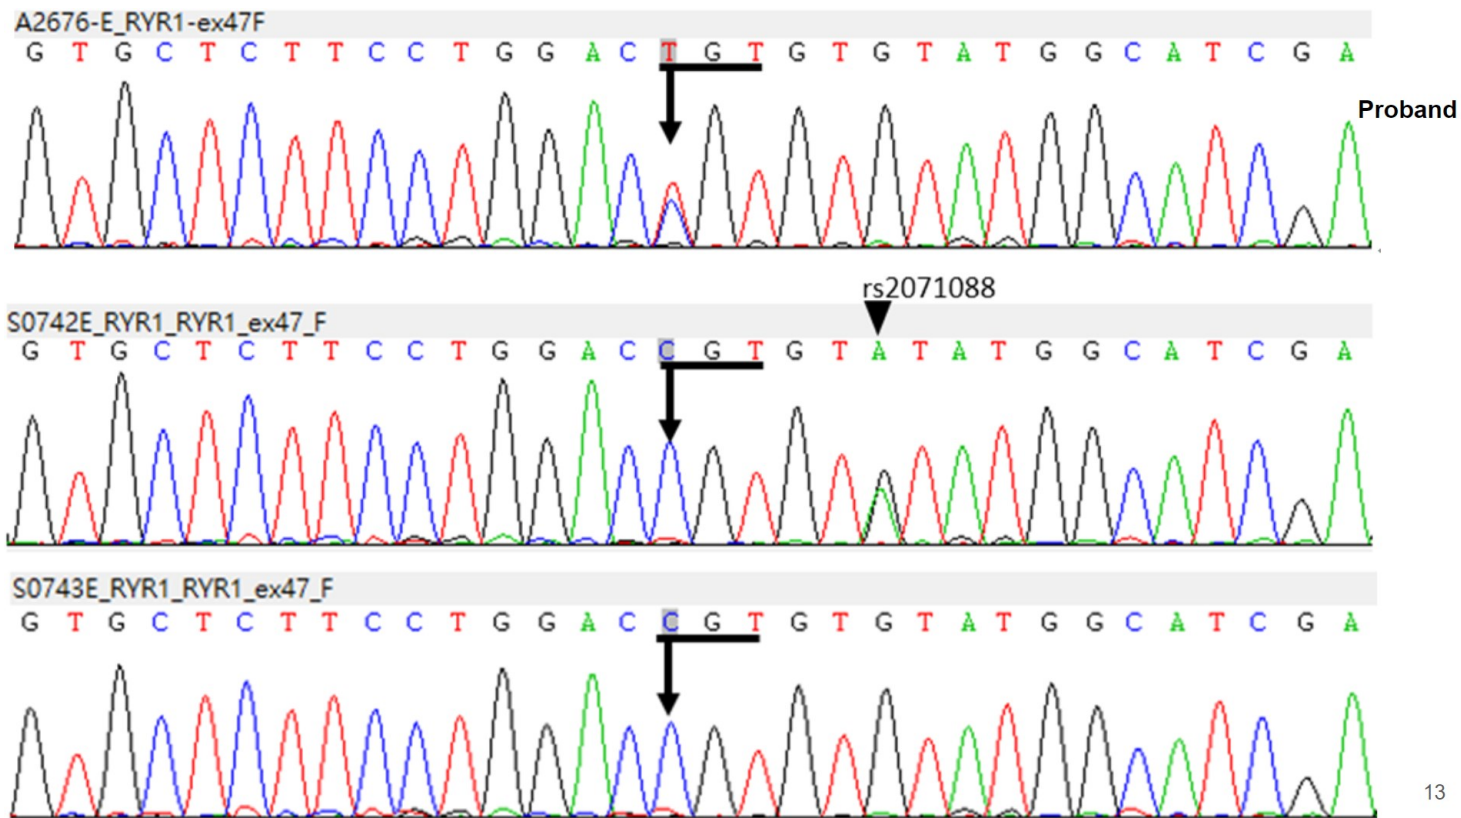 A2676-E_RYR1-ex47F
G T G C T C T T C C T G G A C T G T G T G T A T G G C A T C G A
Proband
rs2071088
S0742E_RYR1_RYR1_ex47_F
G T G C T C T T C C T G G A C C G T G T A T A T G G C A T C G A
S0743E_RYR1_RYR1_ex47_F
G T G C T C T T C C T G G A C C G T G T G T A T G G C A T C G A
13